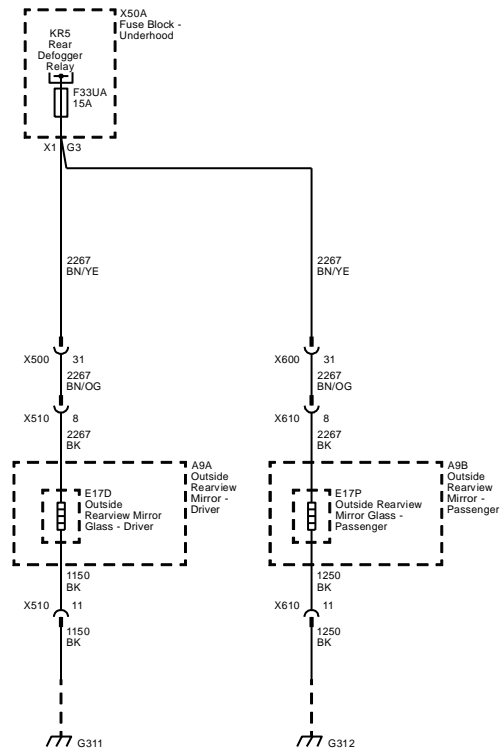 X50A
Fuse Block -
Underhood
KR5
Rear
Defogger
Relay
F33UA
15A
X1 G3
2267
BN/YE
2267
BN/YE
X500 31
X600 31
2267
BN/OG
2267
BN/OG
X510 8
X610 8
2267
BK
2267
BK
A9A
Outside
Rearview
Mirror -
Driver
A9B
Outside
Rearview
Mirror -
Passenger
E17D
Outside
Rearview Mirror
Glass - Driver
E17P
Outside Rearview
Mirror Glass -
Passenger
1150
BK
1250
BK
X510 11
X610 11
1150
BK
1250
BK
G311
G312